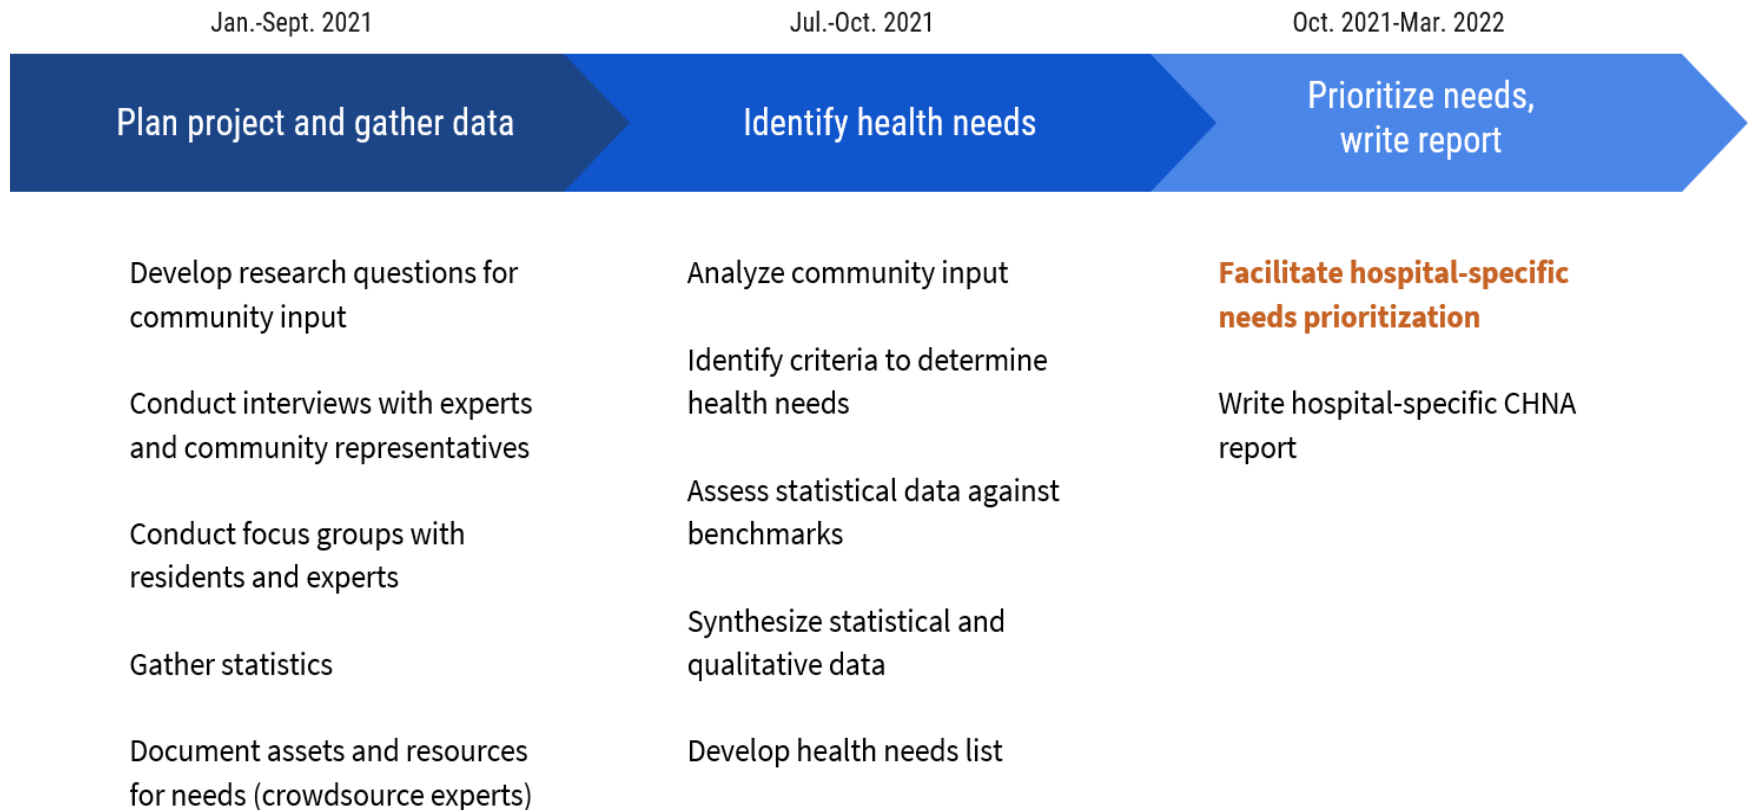 Jan.-Sept. 2021
Jul.-Oct. 2021
Oct. 2021-Mar. 2022
Plan project and gather data
Identify health needs
Prioritize needs,
write report
Develop research questions for
community input
Conduct interviews with experts
and community representatives
Conduct focus groups with
residents and experts
Gather statistics
Document assets and resources
for needs (crowdsource experts)
Analyze community input
Identify criteria to determine
health needs
Assess statistical data against
benchmarks
Synthesize statistical and
qualitative data
Develop health needs list
Facilitate hospital-specific
needs prioritization
Write hospital-specific CHNA
report